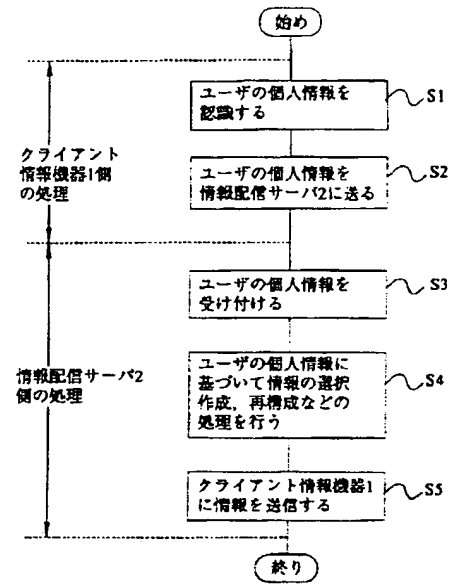 始め
ユーザの個人情報を
認識する
S1
クライアント
情報機器1側
の処理
ユーザの個人情報を
情報配信サーバ2に送る
S2
ユーザの個人情報を
受け付ける
S3
情報配信サーバ2
側の処理
ユーザの個人情報に
基づいて情報の選択
作成，再構成などの
処理を行う
S4
クライアント情報機器1
に情報を送信する
S5
終り